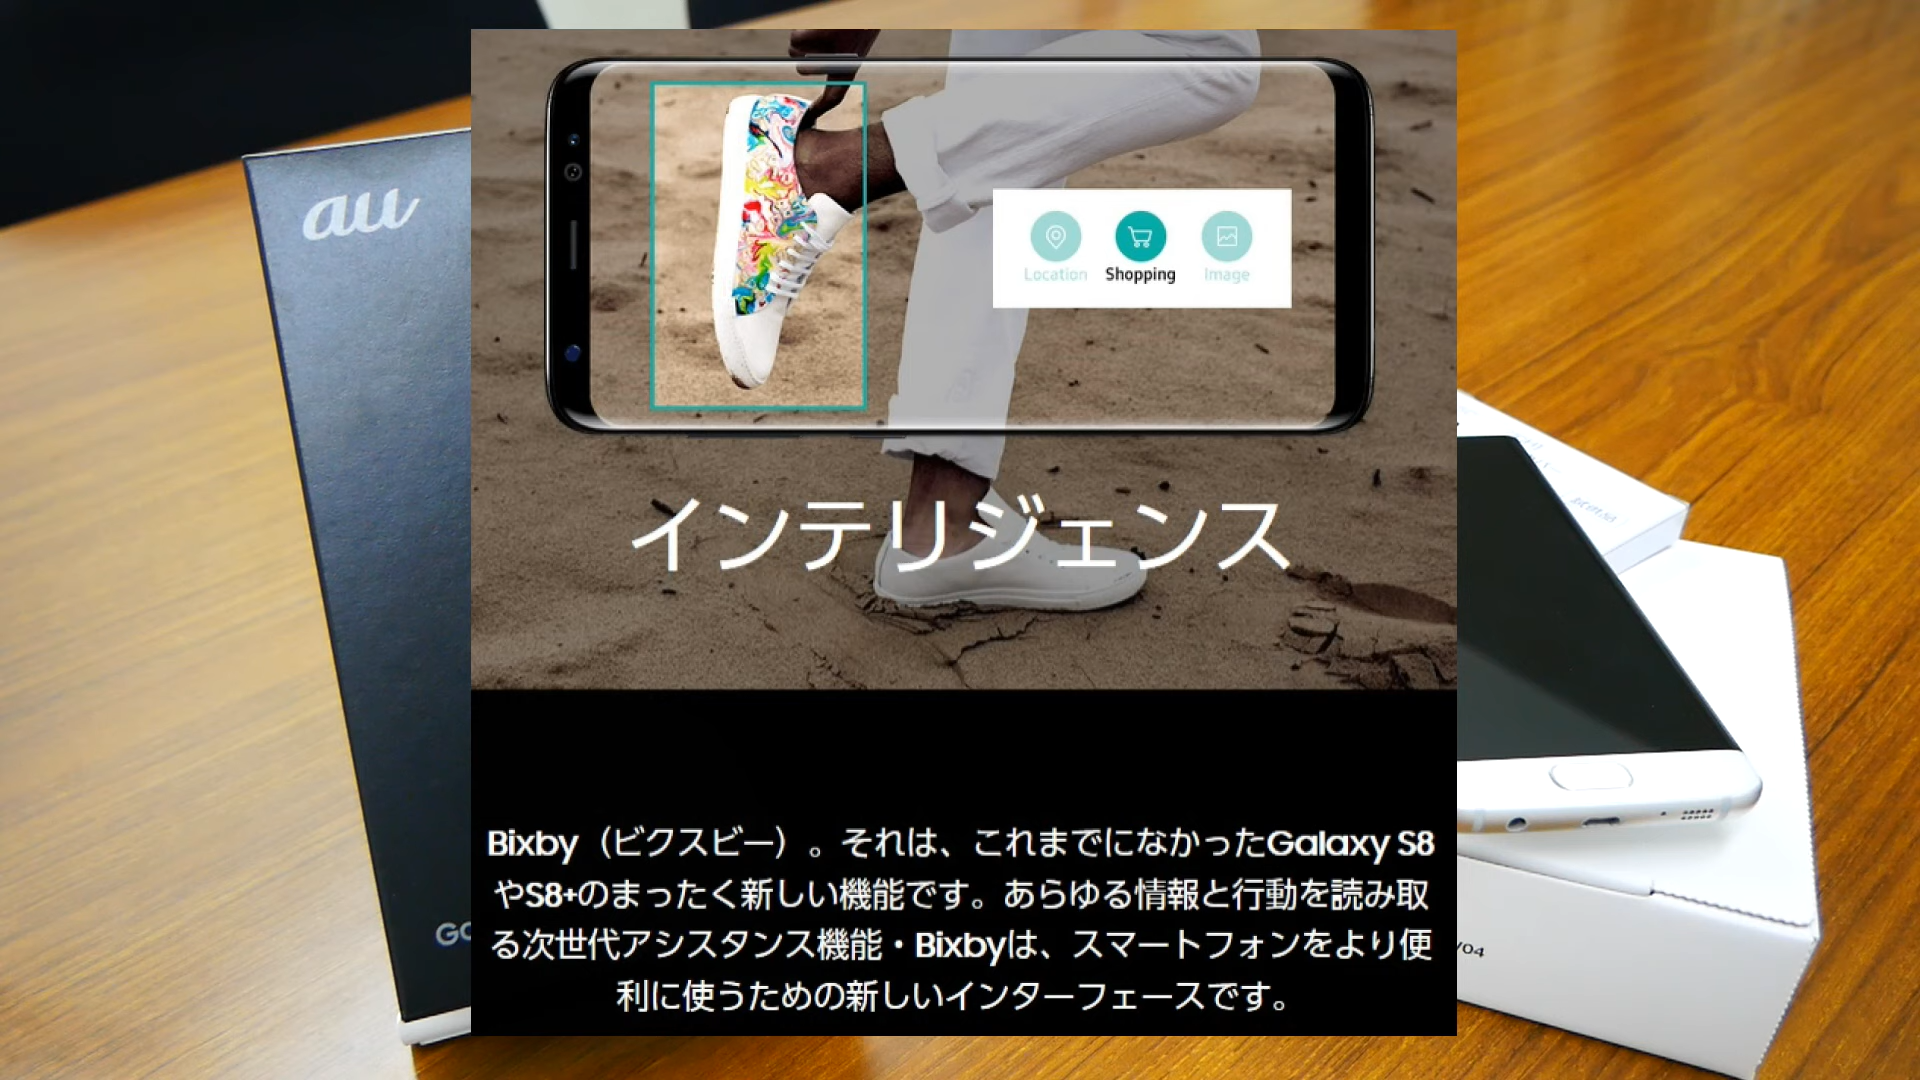 au
Location Shopping Image
インテリジェンス
Bixby（ビクスビー）。それは、これまでになかったGalaxy S8
やS8+のまったく新しい機能です。あらゆる情報と行動を読み取
る次世代アシスタンス機能・Bixbyは、スマートフォンをより便
利に使うための新しいインターフェースです。